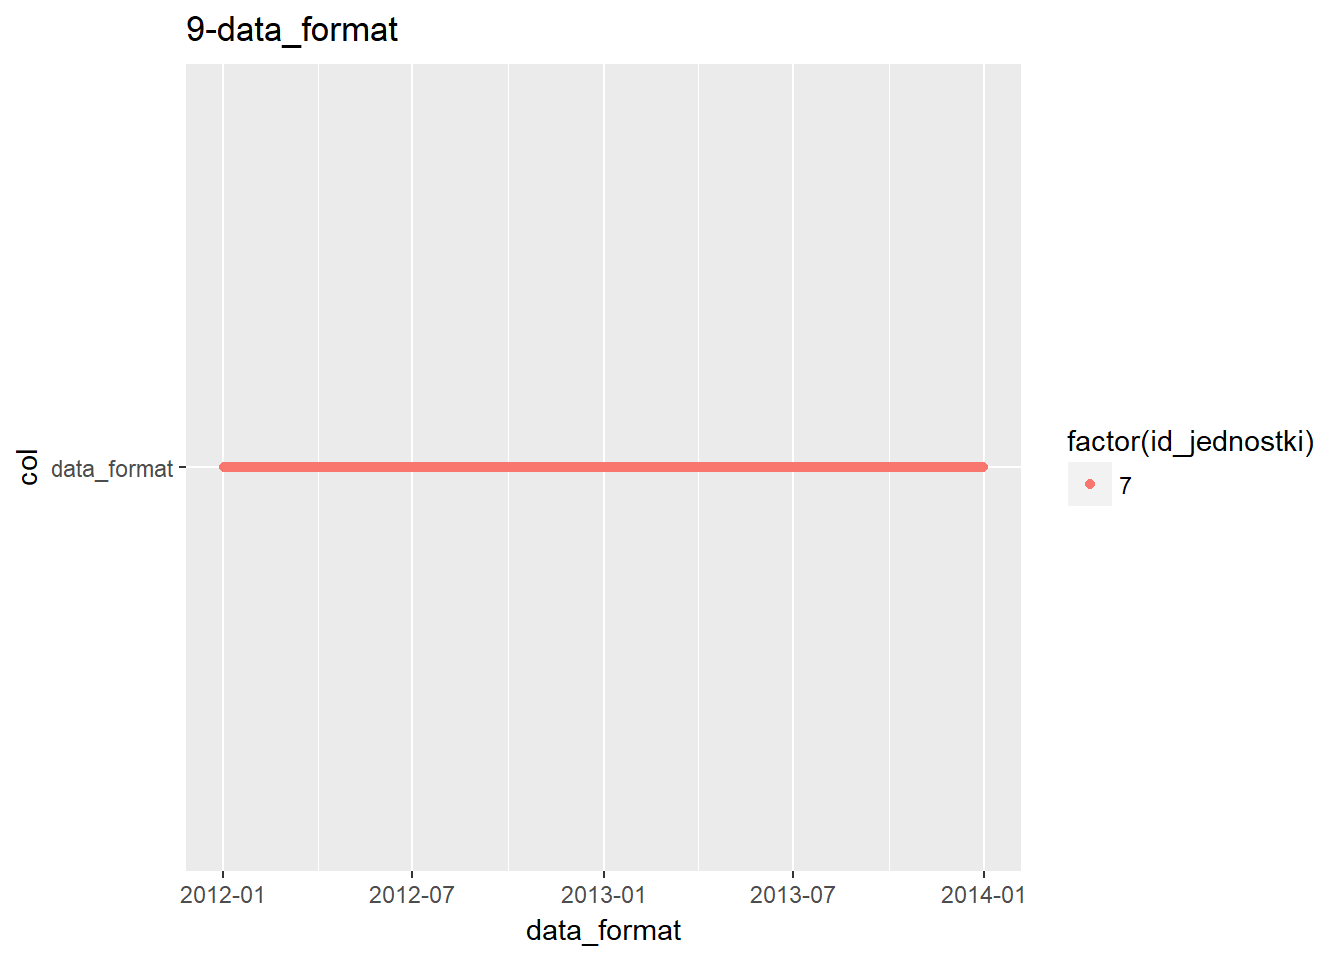 9-data_format
col
data_format
factor(id_jednostki)
7
2012-01 2012-07 2013-01 2013-07 2014-01
data_format